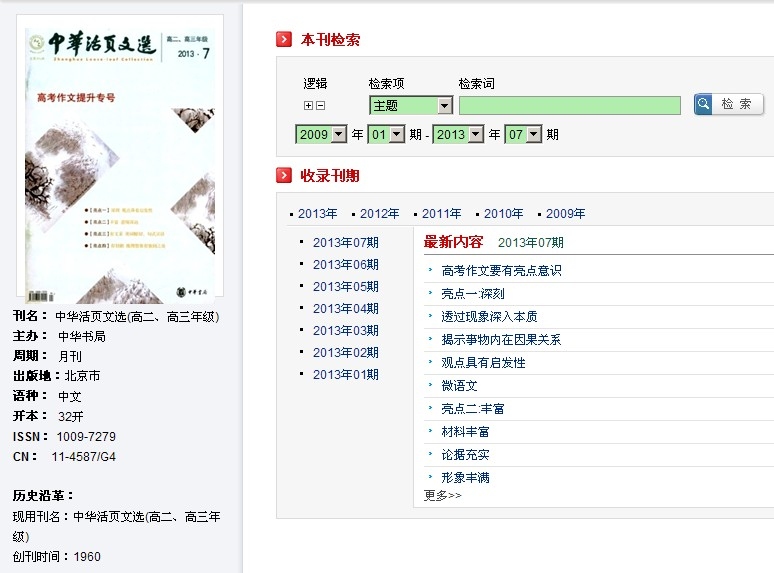 中华活页文选
高二、高三年级
2013·7
Zhonghua Loose-leaf Collection
高考作文提升专号
中华书局
刊名： 中华活页文选(高二、高三年级)
主办： 中华书局
周期： 月刊
出版地：北京市
语种： 中文
开本： 32开
ISSN： 1009-7279
CN： 11-4587/G4
历史沿革：
现用刊名：中华活页文选(高二、高三年
级)
创刊时间：1960
本刊检索
逻辑 检索项 检索词
主题 检 索
2009 年 01 期 - 2013 年 07 期
收录刊期
2013年 2012年 2011年 2010年 2009年
2013年07期
2013年06期
2013年05期
2013年04期
2013年03期
2013年02期
2013年01期
最新内容 2013年07期
高考作文要有亮点意识
亮点一:深刻
透过现象深入本质
揭示事物内在因果关系
观点具有启发性
微语文
亮点二:丰富
材料丰富
论据充实
形象丰满
更多>>